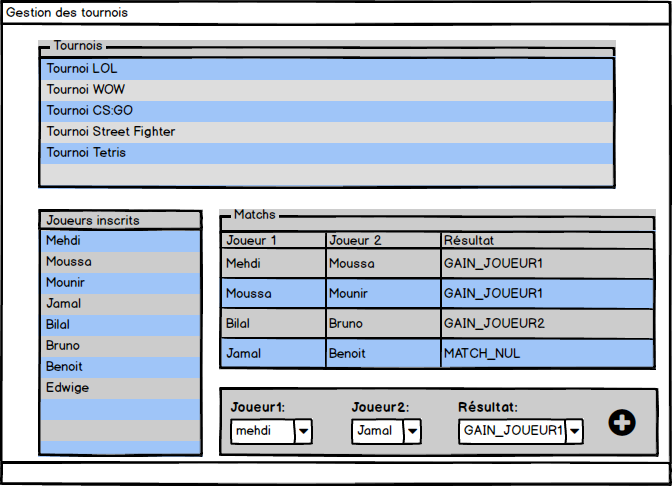 Gestion des tournois
Tournois
Tournoi LOL
Tournoi WOW
Tournoi CS:GO
Tournoi Street Fighter
Tournoi Tetris
Joueurs inscrits
Mehdi
Moussa
Mounir
Jamal
Bilal
Bruno
Benoit
Edwige
Matchs
Joueur 1 Joueur 2 Résultat
Mehdi Moussa GAIN_JOUEUR1
Moussa Mounir GAIN_JOUEUR1
Bilal Bruno GAIN_JOUEUR2
Jamal Benoit MATCH_NUL
Joueur1: Joueur2: Résultat:
mehdi Jamal GAIN_JOUEUR1